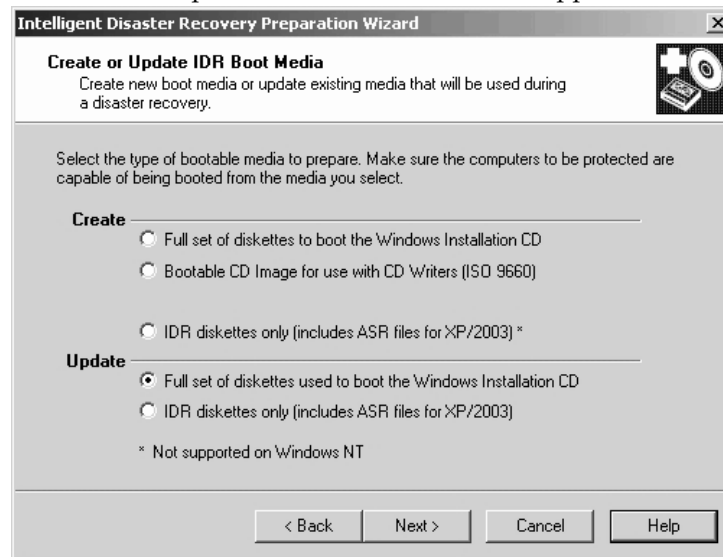 Intelligent Disaster Recovery Preparation Wizard
Create or Update IDR Boot Media
Create new boot media or update existing media that will be used during
a disaster recovery.
Select the type of bootable media to prepare. Make sure the computers to be protected are
capable of being booted from the media you select.
Create
Full set of diskettes to boot the Windows Installation CD
Bootable CD Image for use with CD Writers (ISO 9660)
IDR diskettes only (includes ASR files for XP/2003) *
Update
Full set of diskettes used to boot the Windows Installation CD
IDR diskettes only (includes ASR files for XP/2003)
* Not supported on Windows NT
< Back Next > Cancel Help